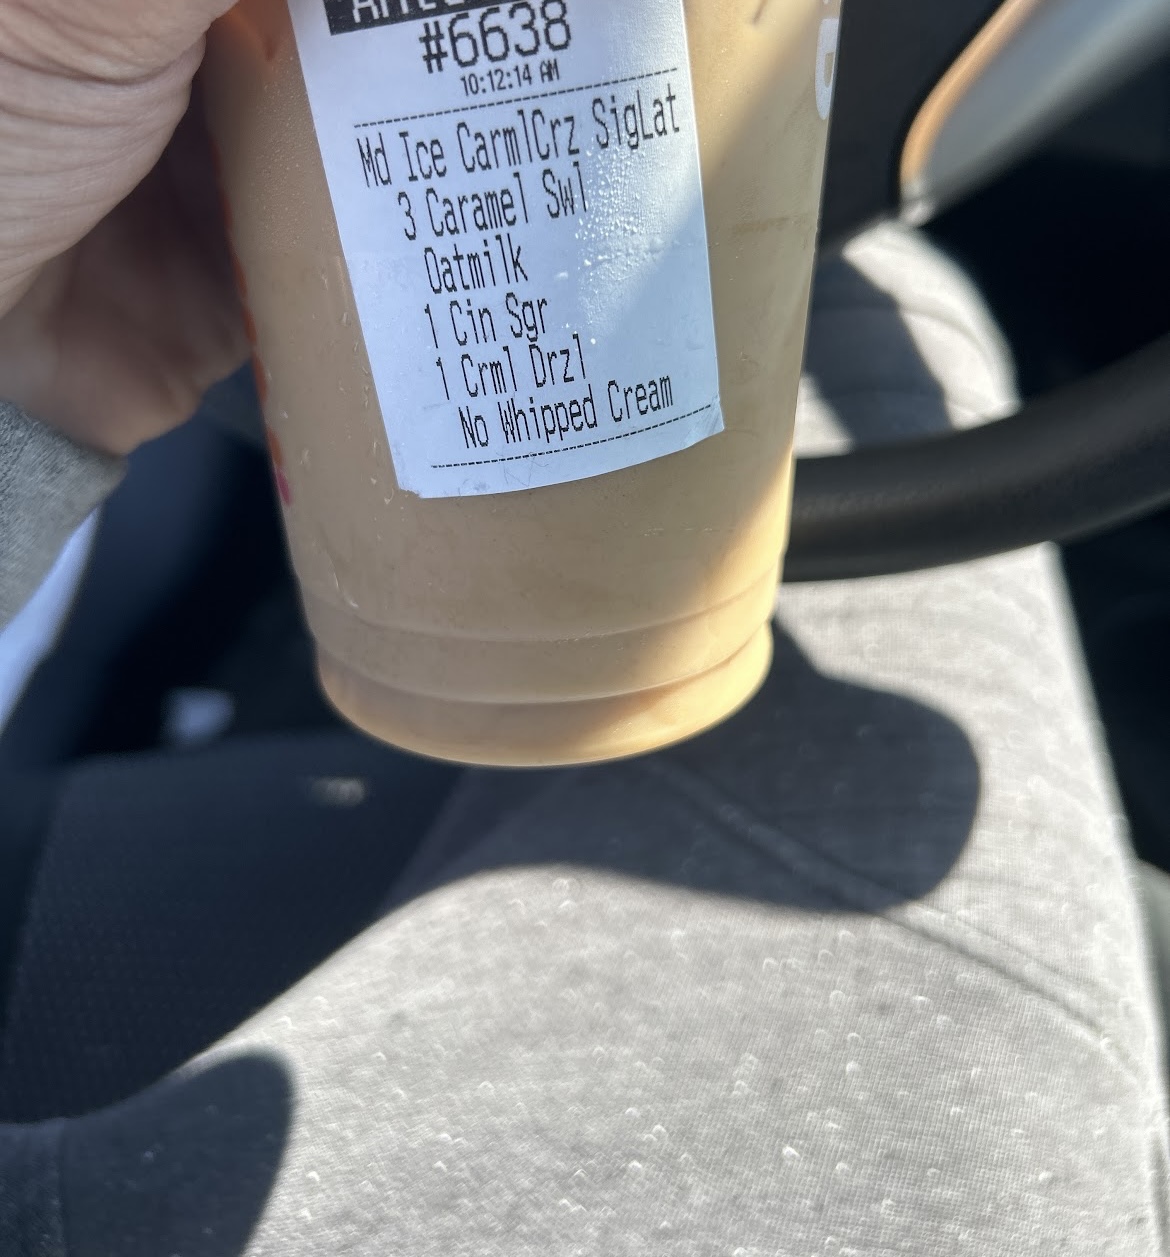 #6638
10:12:14 AM
Md Ice CarmlCrz SigLat
3 Caramel Swl
Oatmilk
1 Cin Sgr
1 Crml Drzl
No Whipped Cream